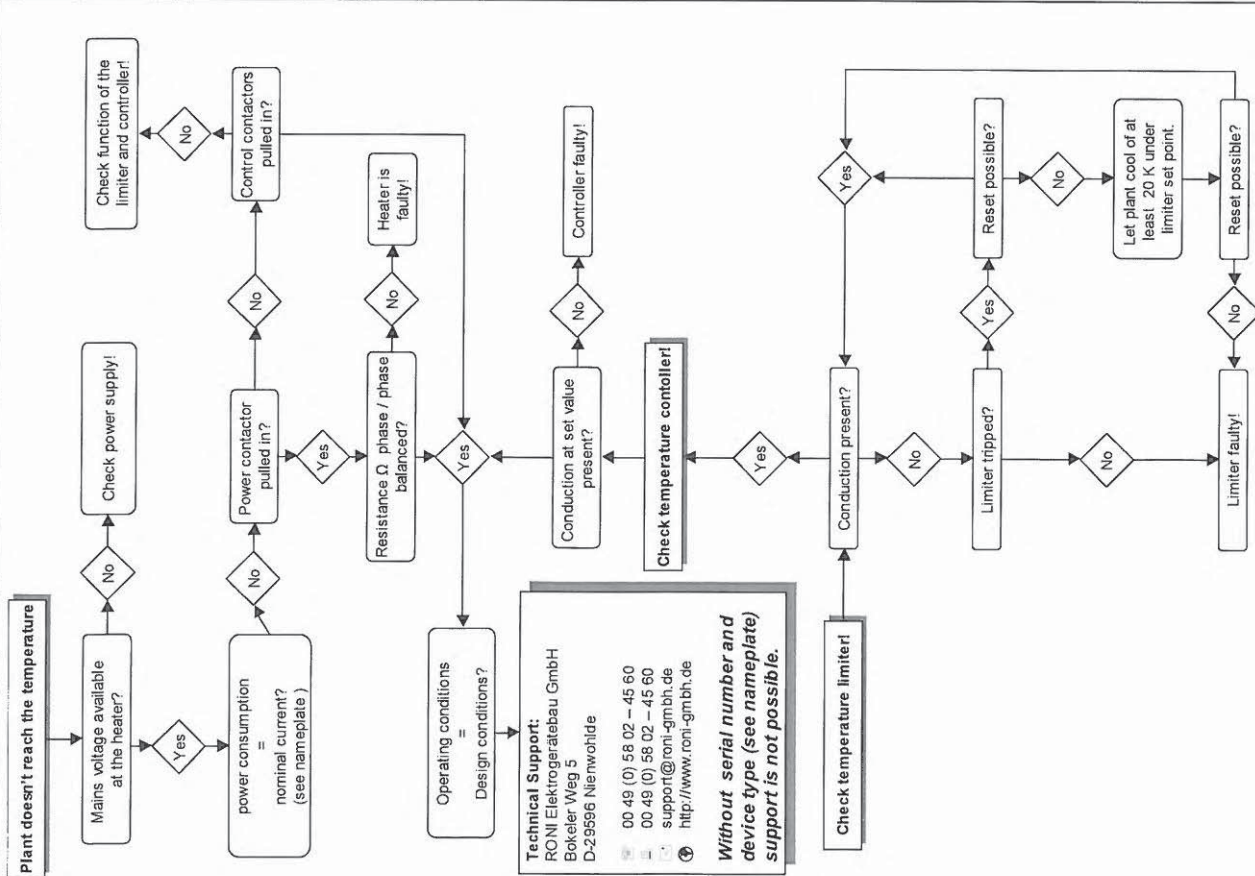 Plant doesn't reach the temperature
Mains voltage available
at the heater?
No
Check power supply!
Yes
power consumption
=
nominal current?
(see nameplate )
No
Power contactor
pulled in?
No
Control contactors
pulled in?
No
Check function of the
limiter and controller!
Yes
Resistance Ω phase / phase
balanced?
No
Heater is
faulty!
Yes
Operating conditions
=
Design conditions?
Technical Support:
RONI Elektrogerätebau GmbH
Bokeler Weg 5
D-29596 Nienwohlde
00 49 (0) 58 02 – 45 60
00 49 (0) 58 02 – 45 60
support@roni-gmbh.de
http://www.roni-gmbh.de
Without serial number and
device type (see nameplate)
support is not possible.
Conduction at set value
present?
No
Controller faulty!
Check temperature contoller!
Yes
Check temperature limiter!
Conduction present?
Yes
No
Limiter tripped?
Yes
Reset possible?
No
Let plant cool of at
least 20 K under
limiter set point.
Reset possible?
No
No
Limiter faulty!